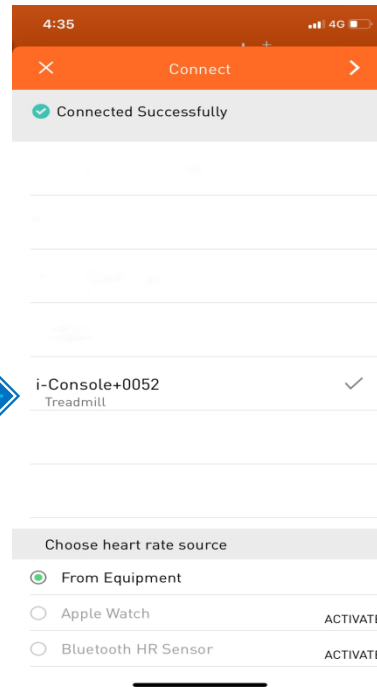 4:35 4G
Connect
Connected Successfully
i-Console+0052
Treadmill
Choose heart rate source
From Equipment
Apple Watch ACTIVATE
Bluetooth HR Sensor ACTIVATE